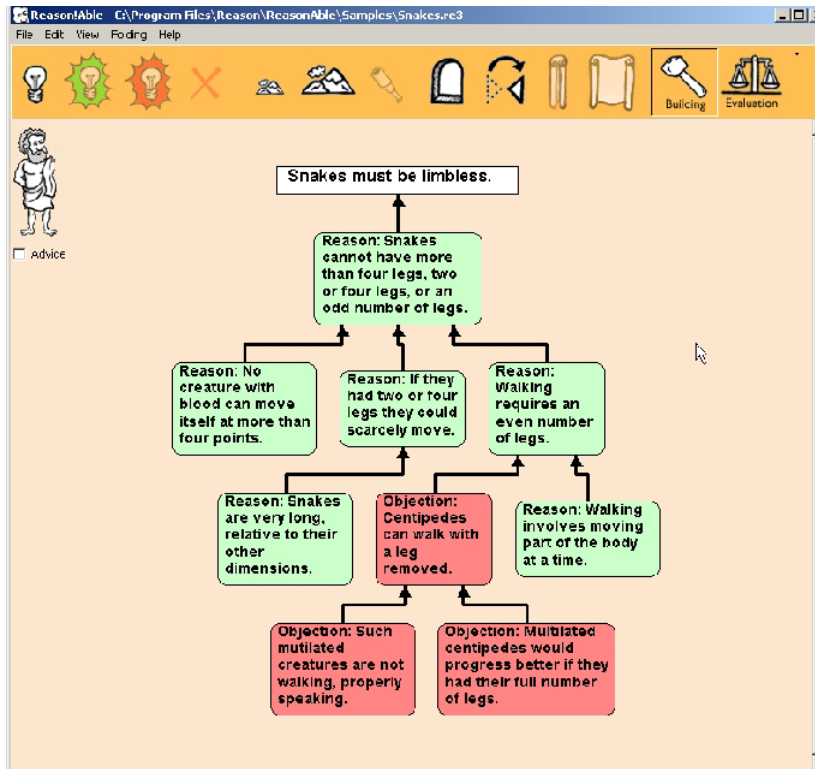 Reason!Able C:\Program Files\Reason\ReasonAble\Samples\Snakes.re3
File Edit View Foding Help
Builcing
Evaluation
Advice
Snakes must be limbless.
Reason: Snakes
cannot have more
than four legs, two
or four legs, or an
odd number of legs.
Reason: No
creature with
blood can move
itself at more than
four points.
Reason: If they
had two or four
legs they could
scarcely move.
Reason:
Walking
requires an
even number
of legs.
Reason: Snakes
are very long,
relative to their
other
dimensions.
Objection:
Centipedes
can walk with
a leg
removed.
Reason: Walking
involves moving
part of the body
at a time.
Objection: Such
mutilated
creatures are not
walking, properly
speaking.
Objection: Multilated
centipedes would
progress better if they
had their full number
of legs.